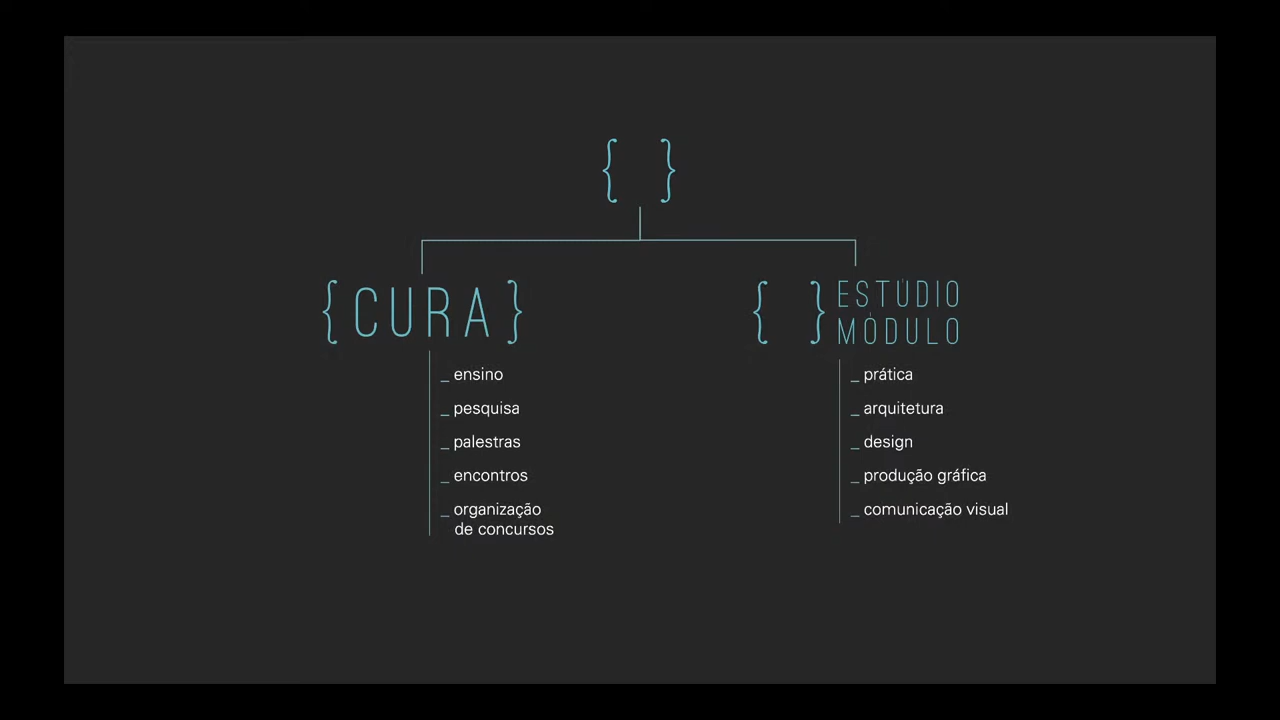 { }
{CURA}
_ ensino
_ pesquisa
_ palestras
_ encontros
_ organização
de concursos
{ } ESTÚDIO
MÓDULO
_ prática
_ arquitetura
_ design
_ produção gráfica
_ comunicação visual